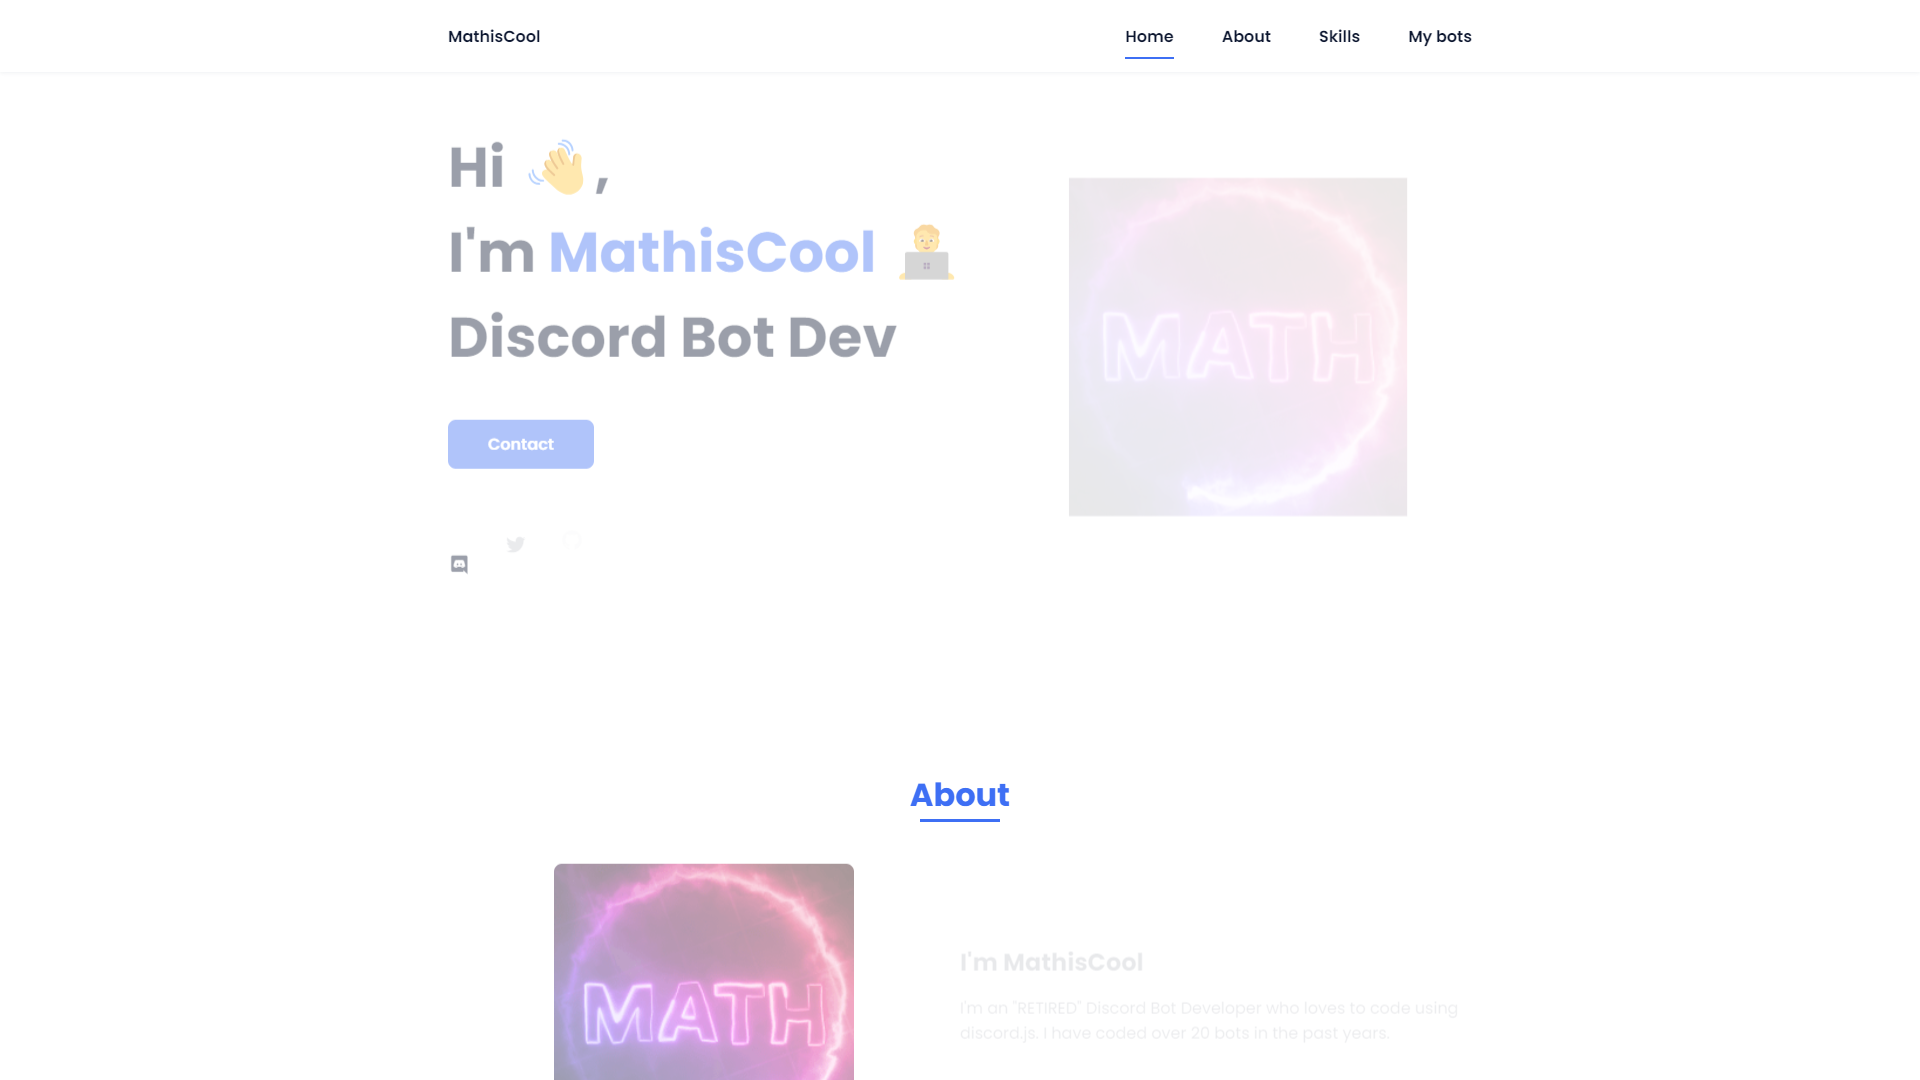 MathisCool
Home
About
Skills
My bots
Hi 👋,
I'm MathisCool
Discord Bot Dev
MATH
Contact
About
MATH
I'm MathisCool
I'm an "RETIRED" Discord Bot Developer who loves to code using
discord.js. I have coded over 20 bots in the past years.